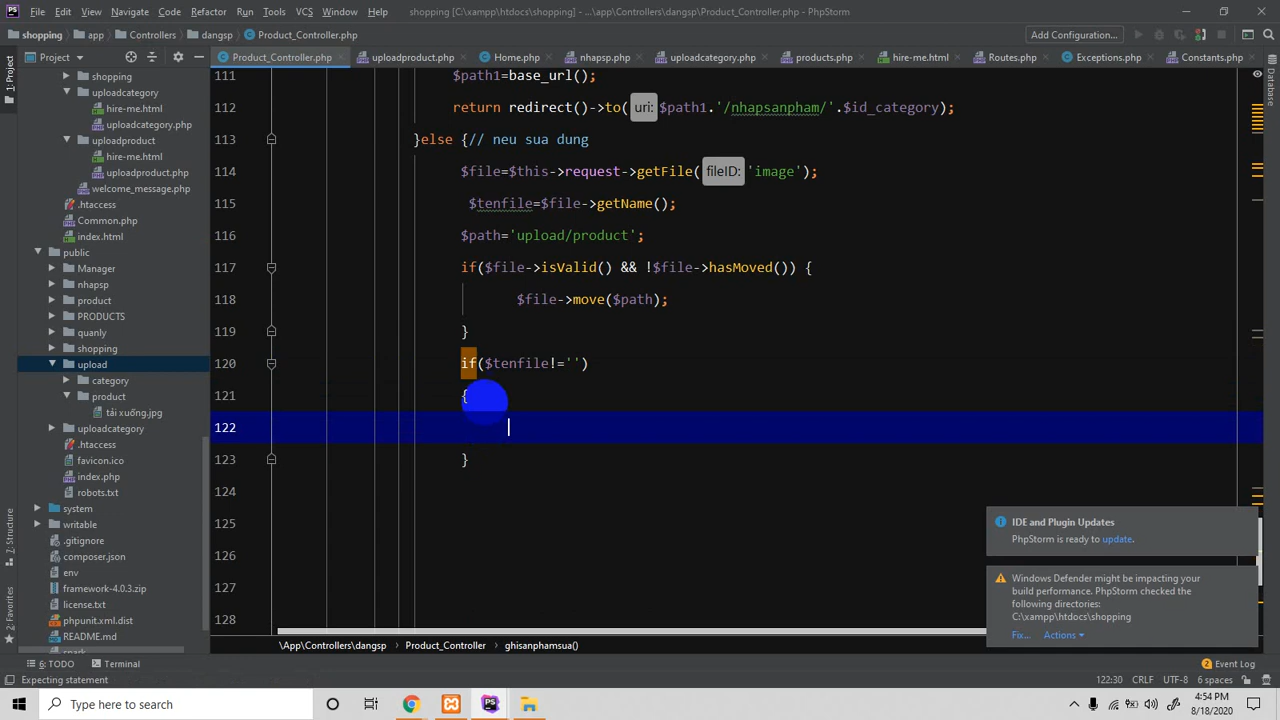 File Edit View Navigate Code Refactor Run Tools VCS Window Help shopping [C:\xampp\htdocs\shopping] - ...\app\Controllers\dangsp\Product_Controller.php - PhpStorm
shopping app Controllers dangsp Product_Controller.php Add Configuration...
Project Product_Controller.php uploadproduct.php Home.php nhapsp.php uploadcategory.php products.php hire-me.html Routes.php Exceptions.php Constants.php
1: Project
7: Structure
2: Favorites
Database
shopping
uploadcategory
hire-me.html
uploadcategory.php
uploadproduct
hire-me.html
uploadproduct.php
welcome_message.php
.htaccess
Common.php
index.html
public
Manager
nhapsp
product
PRODUCTS
quanly
shopping
upload
category
product
tải xuống.jpg
uploadcategory
.htaccess
favicon.ico
index.php
robots.txt
system
writable
.gitignore
composer.json
env
framework-4.0.3.zip
license.txt
phpunit.xml.dist
README.md
spark
111 $path1=base_url();
112 return redirect()->to( uri: $path1.'/nhapsanpham/'.$id_category);
113 }else {// neu sua dung
114 $file=$this->request->getFile( fileID: 'image');
115 $tenfile=$file->getName();
116 $path='upload/product';
117 if($file->isValid() && !$file->hasMoved()) {
118 $file->move($path);
119 }
120 if($tenfile!='')
121 {
122
123 }
124
125
126
127
128
IDE and Plugin Updates
PhpStorm is ready to update.
Windows Defender might be impacting your
build performance. PhpStorm checked the
following directories:
C:\xampp\htdocs\shopping
Fix... Actions
\App\Controllers\dangsp Product_Controller ghisanphamsua()
6: TODO Terminal 2 Event Log
Expecting statement 122:30 CRLF UTF-8 6 spaces
Type here to search
PS
4:54 PM
8/18/2020